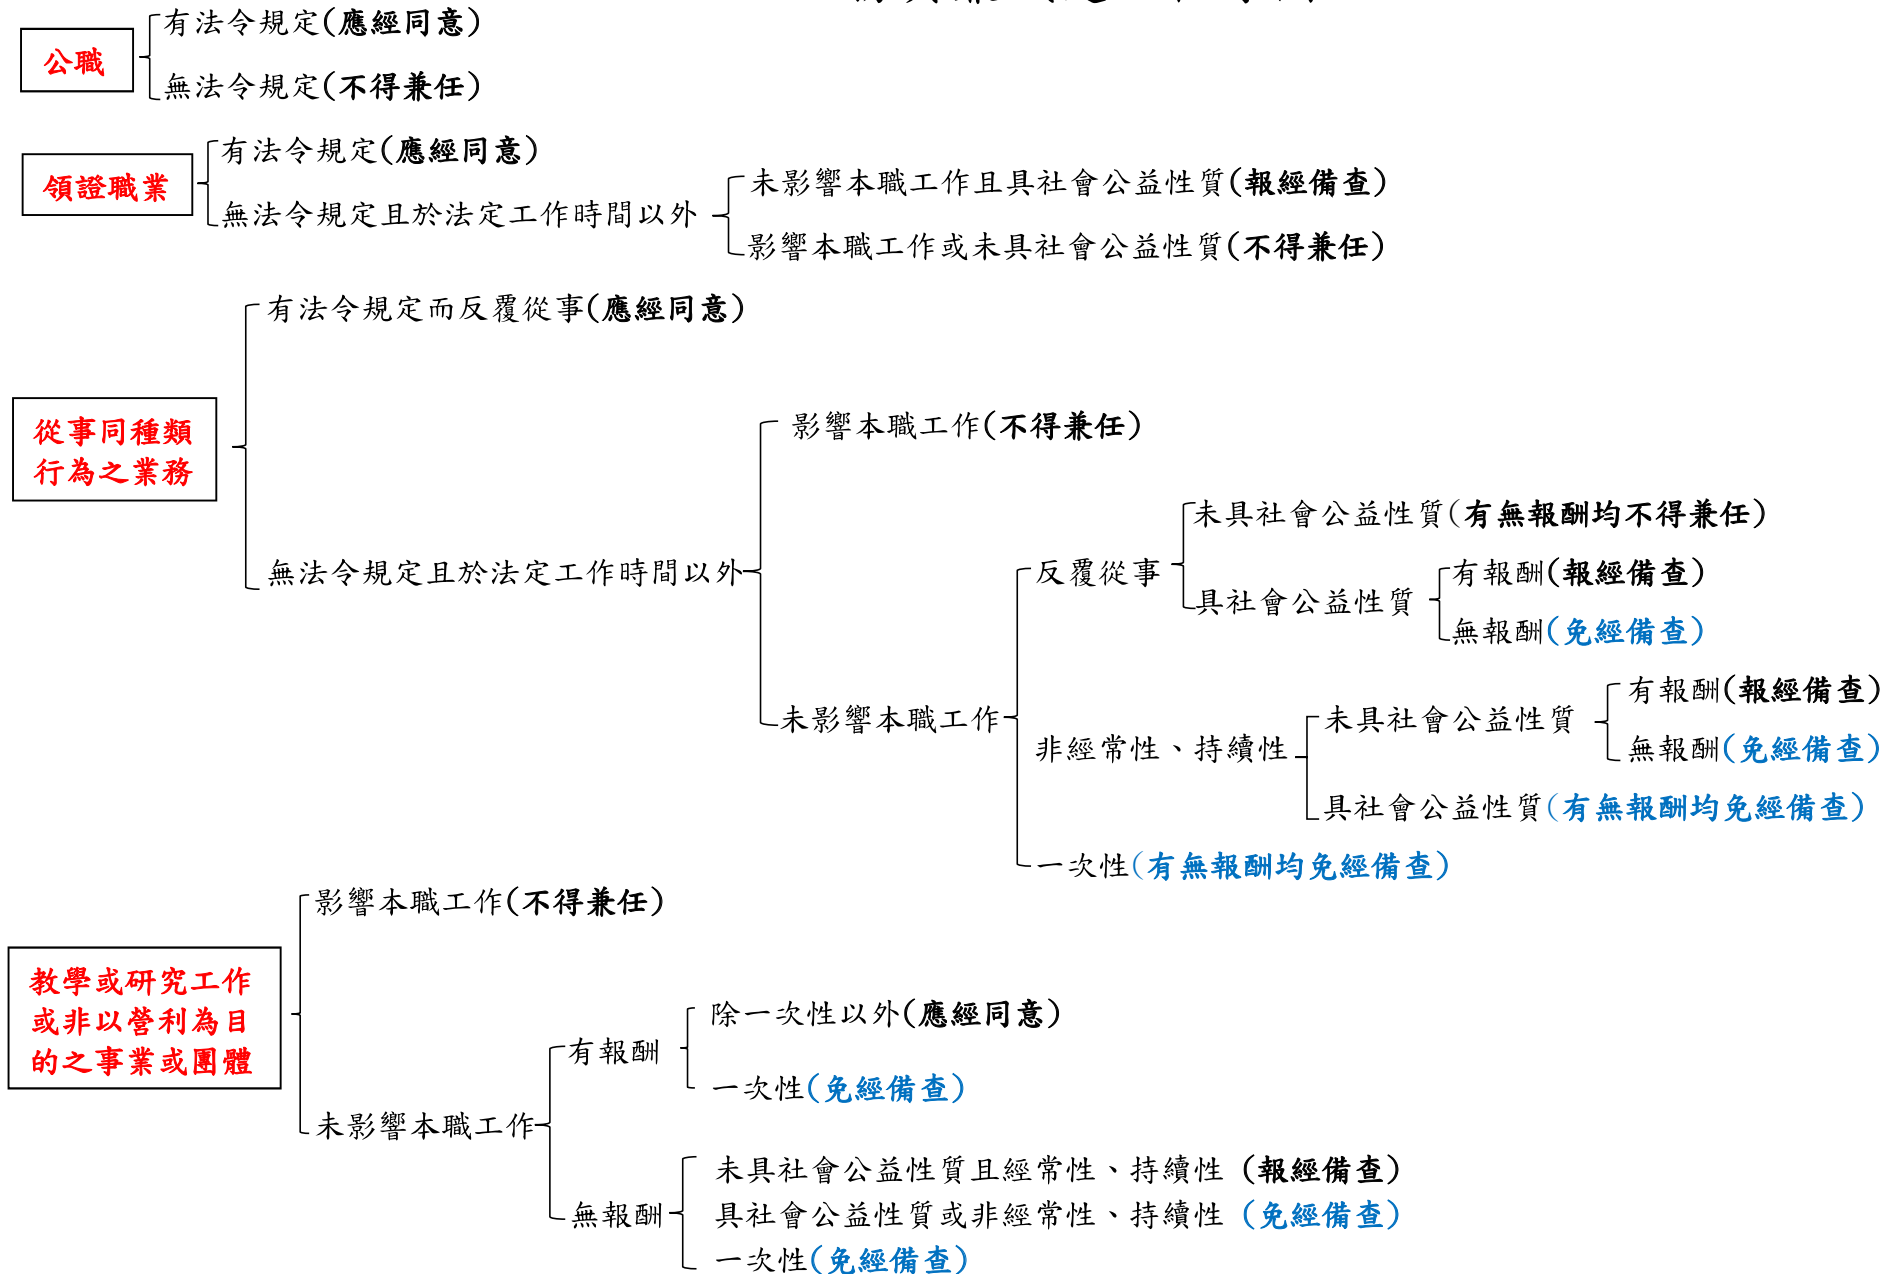 有法令規定(應經同意)
公職
無法令規定(不得兼任)
有法令規定(應經同意)
領證職業
無法令規定且於法定工作時間以外
未影響本職工作且具社會公益性質(報經備查)
影響本職工作或未具社會公益性質(不得兼任)
有法令規定而反覆從事(應經同意)
從事同種類
行為之業務
無法令規定且於法定工作時間以外
影響本職工作(不得兼任)
未影響本職工作
反覆從事
未具社會公益性質(有無報酬均不得兼任)
具社會公益性質
有報酬(報經備查)
無報酬(免經備查)
非經常性、持續性
未具社會公益性質
有報酬(報經備查)
無報酬(免經備查)
具社會公益性質(有無報酬均免經備查)
一次性(有無報酬均免經備查)
影響本職工作(不得兼任)
教學或研究工作
或非以營利為目
的之事業或團體
未影響本職工作
有報酬
除一次性以外(應經同意)
一次性(免經備查)
無報酬
未具社會公益性質且經常性、持續性 (報經備查)
具社會公益性質或非經常性、持續性 (免經備查)
一次性(免經備查)